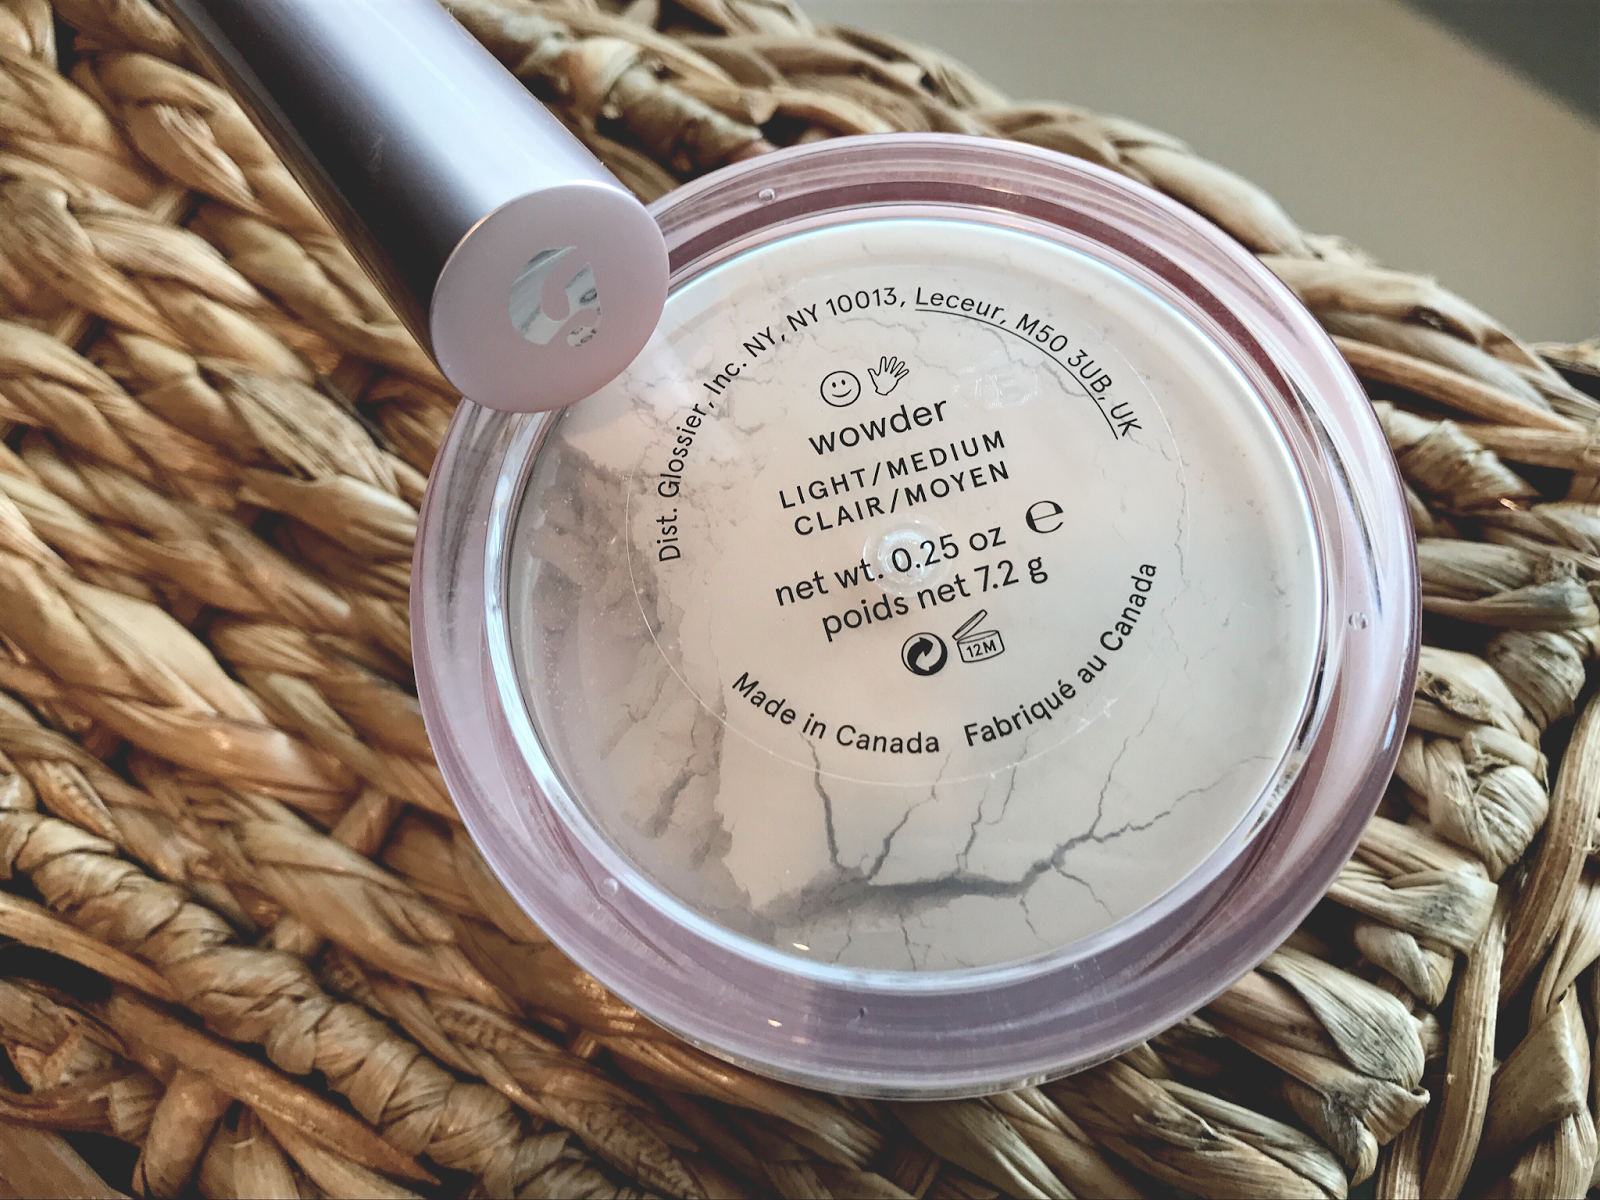 Dist. Glossier, Inc. NY, NY 10013, Leceur, M50 3UB, UK
wowder
LIGHT/MEDIUM
CLAIR/MOYEN
net wt. 0.25 oz ℮
poids net 7.2 g
12M
Made in Canada Fabriqué au Canada
G